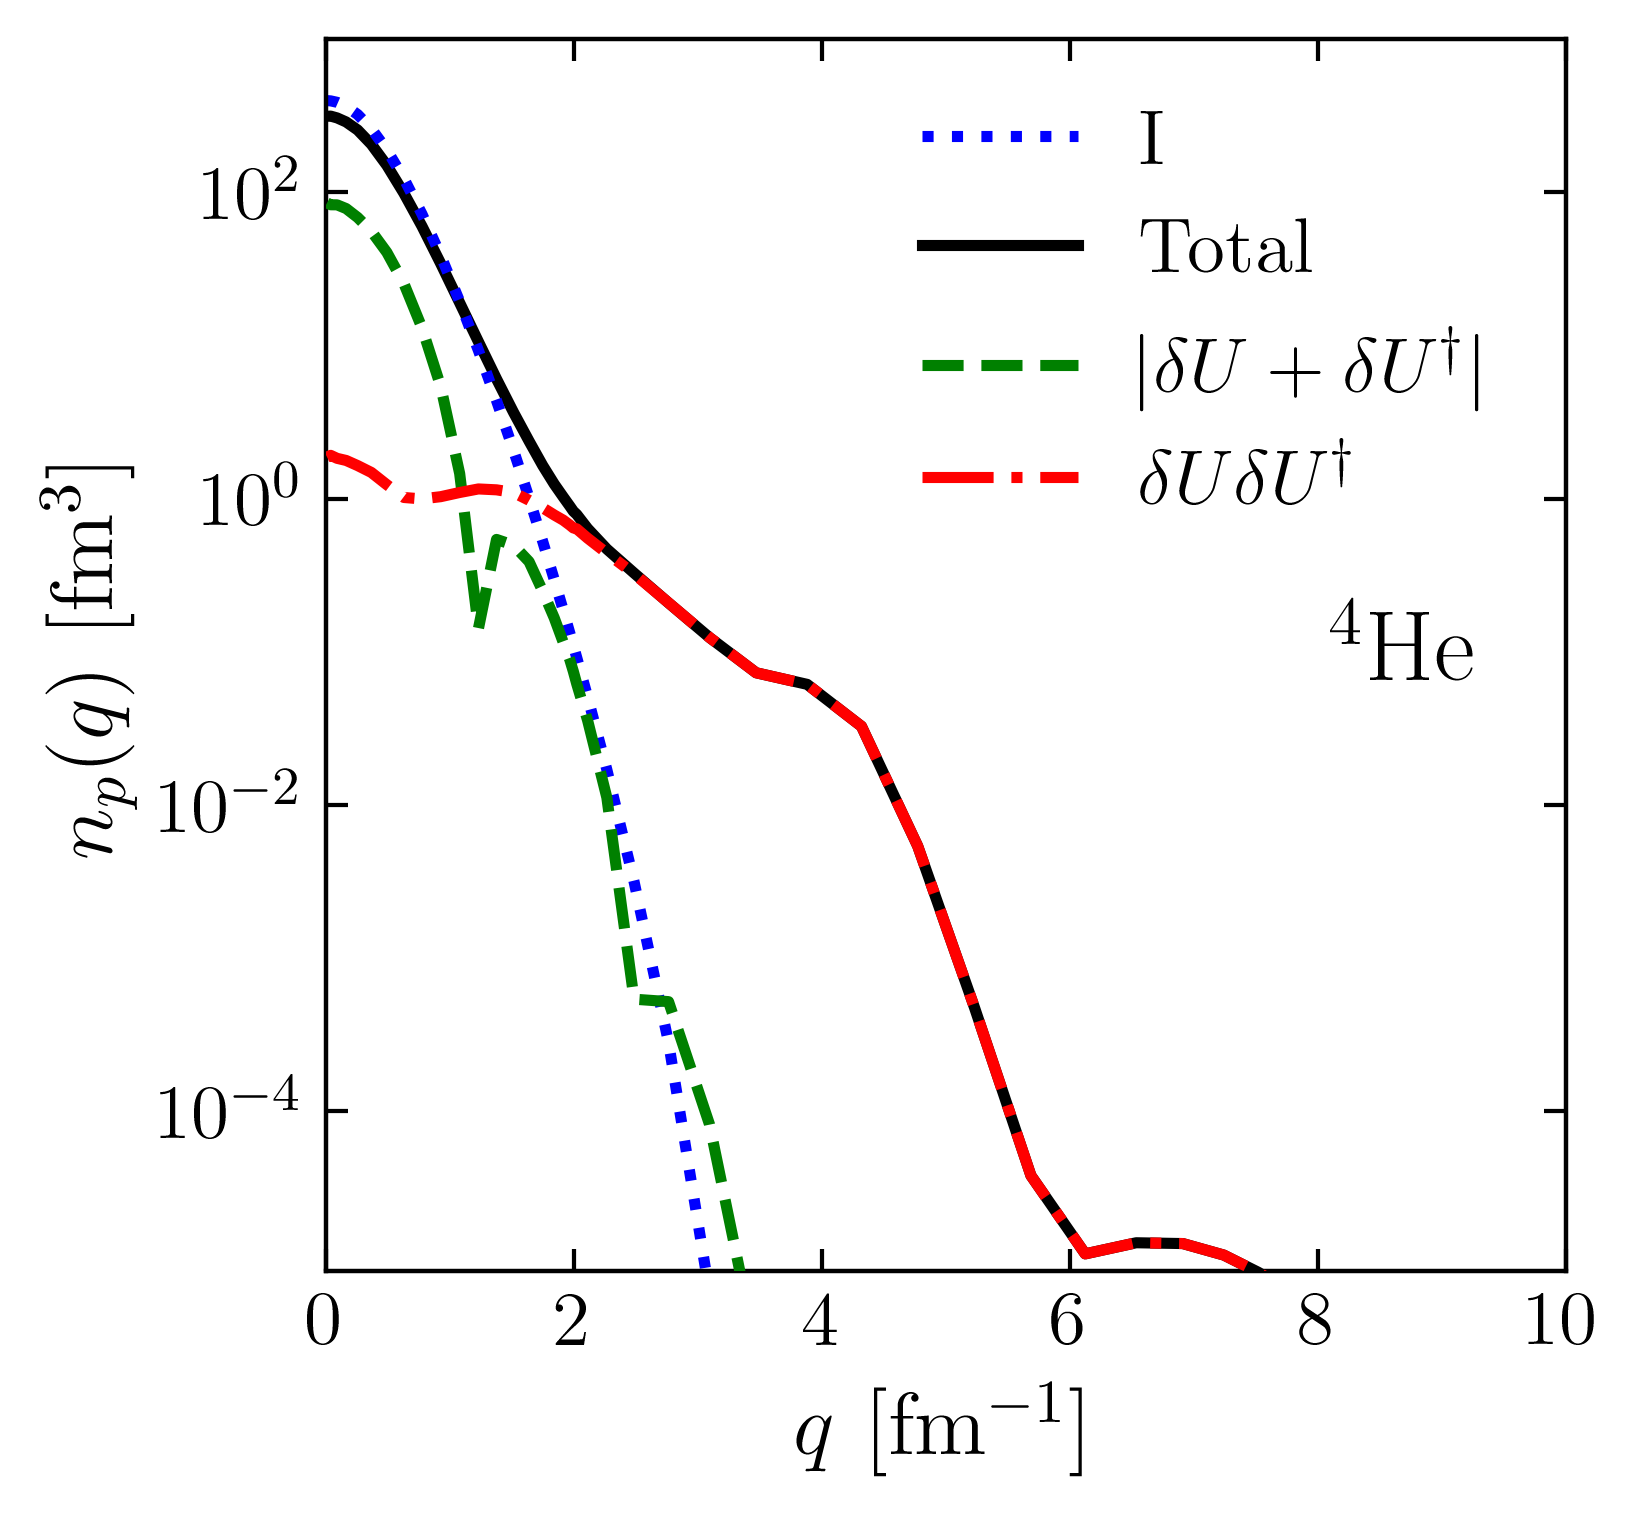 I
Total
|δU + δU†|
δUδU†
⁴He
10²
10⁰
10⁻²
10⁻⁴
nₚ(q) [fm³]
0 2 4 6 8 10
q [fm⁻¹]